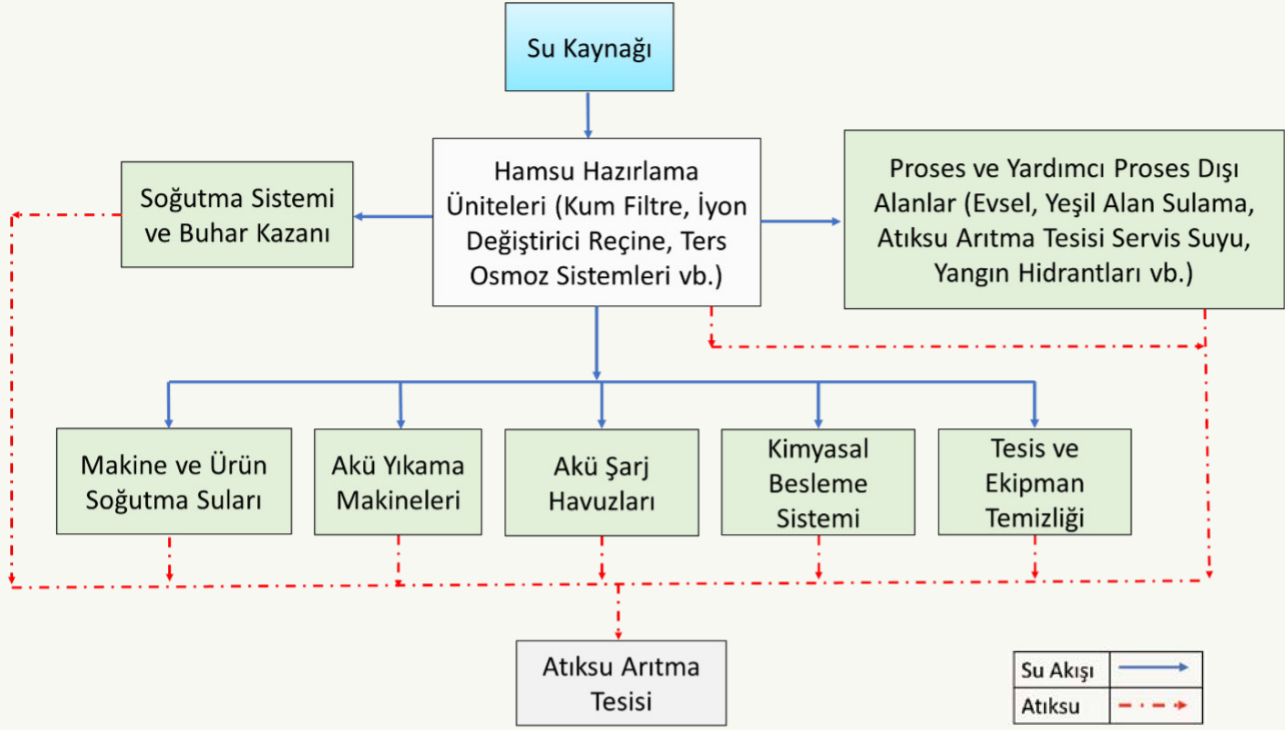 Su Kaynağı
Hamsu Hazırlama
Üniteleri (Kum Filtre, İyon
Değiştirici Reçine, Ters
Osmoz Sistemleri vb.)
Soğutma Sistemi
ve Buhar Kazanı
Proses ve Yardımcı Proses Dışı
Alanlar (Evsel, Yeşil Alan Sulama,
Atıksu Arıtma Tesisi Servis Suyu,
Yangın Hidrantları vb.)
Makine ve Ürün
Soğutma Suları
Akü Yıkama
Makineleri
Akü Şarj
Havuzları
Kimyasal
Besleme
Sistemi
Tesis ve
Ekipman
Temizliği
Atıksu Arıtma
Tesisi
Su Akışı
Atıksu